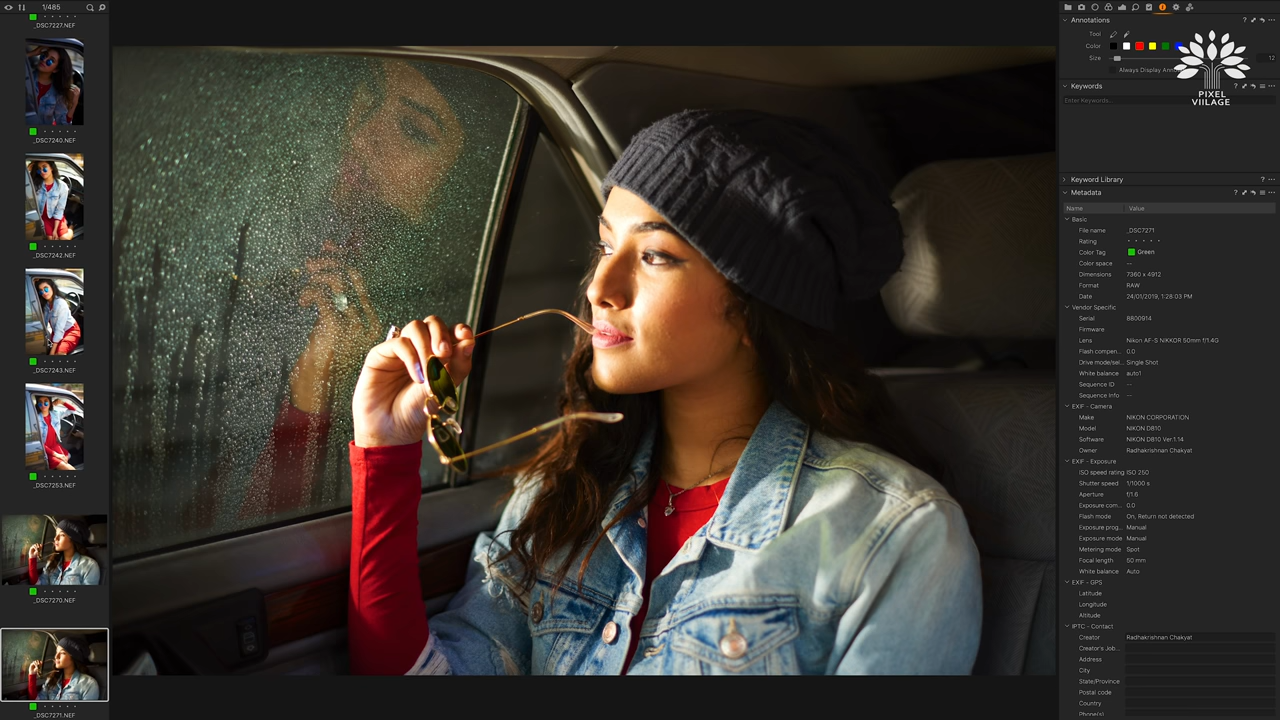 1/485
_DSC7227.NEF
_DSC7240.NEF
_DSC7242.NEF
_DSC7243.NEF
_DSC7253.NEF
_DSC7270.NEF
_DSC7271.NEF
Annotations
Tool
Color
Size 12
Always Display
PIXEL
VIILAGE
Keywords
Enter Keywords...
Keyword Library
Metadata
Name Value
Basic
File name _DSC7271
Rating
Color Tag Green
Color space ---
Dimensions 7360 x 4912
Format RAW
Date 24/01/2019, 1:28:03 PM
Vendor Specific
Serial 8800914
Firmware
Lens Nikon AF-S NIKKOR 50mm f/1.4G
Flash compen... 0.0
Drive mode/sel... Single Shot
White balance auto1
Sequence ID ---
Sequence Info ---
EXIF - Camera
Make NIKON CORPORATION
Model NIKON D810
Software NIKON D810 Ver.1.14
Owner Radhakrishnan Chakyat
EXIF - Exposure
ISO speed rating ISO 250
Shutter speed 1/1000 s
Aperture f/1.6
Exposure com... 0.0
Flash mode On, Return not detected
Exposure prog... Manual
Exposure mode Manual
Metering mode Spot
Focal length 50 mm
White balance Auto
EXIF - GPS
Latitude
Longitude
Altitude
IPTC - Contact
Creator Radhakrishnan Chakyat
Creator's Job...
Address
City
State/Province
Postal code
Country
Phone(s)